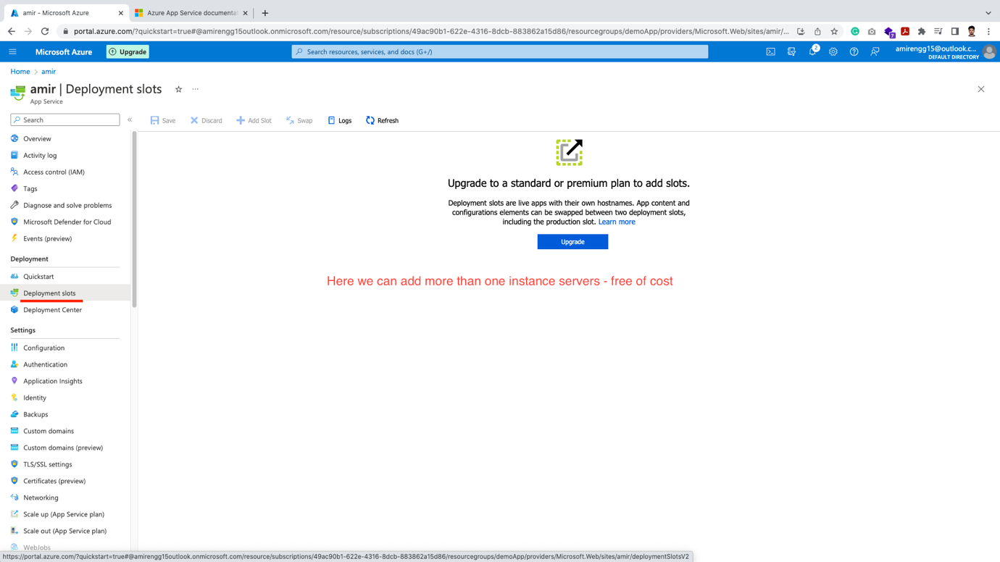 amir - Microsoft Azure
Azure App Service documentat
portal.azure.com/?quickstart=true#@amirengg15outlook.onmicrosoft.com/resource/subscriptions/49ac90b1-622e-4316-8dcb-883862a15d86/resourcegroups/demoApp/providers/Microsoft.Web/sites/amir/...
7
Microsoft Azure
Upgrade
Search resources, services, and docs (G+/)
2
amirengg15@outlook.c...
DEFAULT DIRECTORY
Home > amir
amir | Deployment slots
App Service
Search
Save
Discard
Add Slot
Swap
Logs
Refresh
Overview
Activity log
Access control (IAM)
Tags
Diagnose and solve problems
Microsoft Defender for Cloud
Events (preview)
Deployment
Quickstart
Deployment slots
Deployment Center
Settings
Configuration
Authentication
Application Insights
Identity
Backups
Custom domains
Custom domains (preview)
TLS/SSL settings
Certificates (preview)
Networking
Scale up (App Service plan)
Scale out (App Service plan)
WebJobs
Upgrade to a standard or premium plan to add slots.
Deployment slots are live apps with their own hostnames. App content and
configurations elements can be swapped between two deployment slots,
including the production slot. Learn more
Upgrade
Here we can add more than one instance servers - free of cost
https://portal.azure.com/?quickstart=true#@amirengg15outlook.onmicrosoft.com/resource/subscriptions/49ac90b1-622e-4316-8dcb-883862a15d86/resourcegroups/demoApp/providers/Microsoft.Web/sites/amir/deploymentSlotsV2